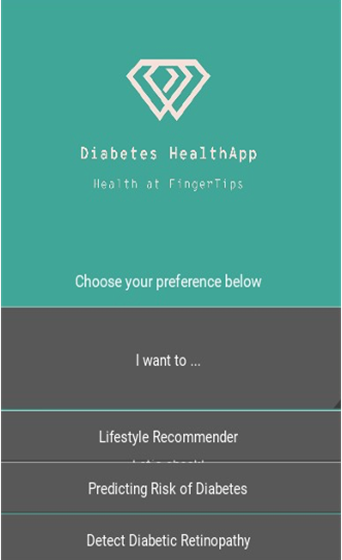 Diabetes HealthApp
Health at FingerTips
Choose your preference below
I want to ...
Lifestyle Recommender
Predicting Risk of Diabetes
Detect Diabetic Retinopathy